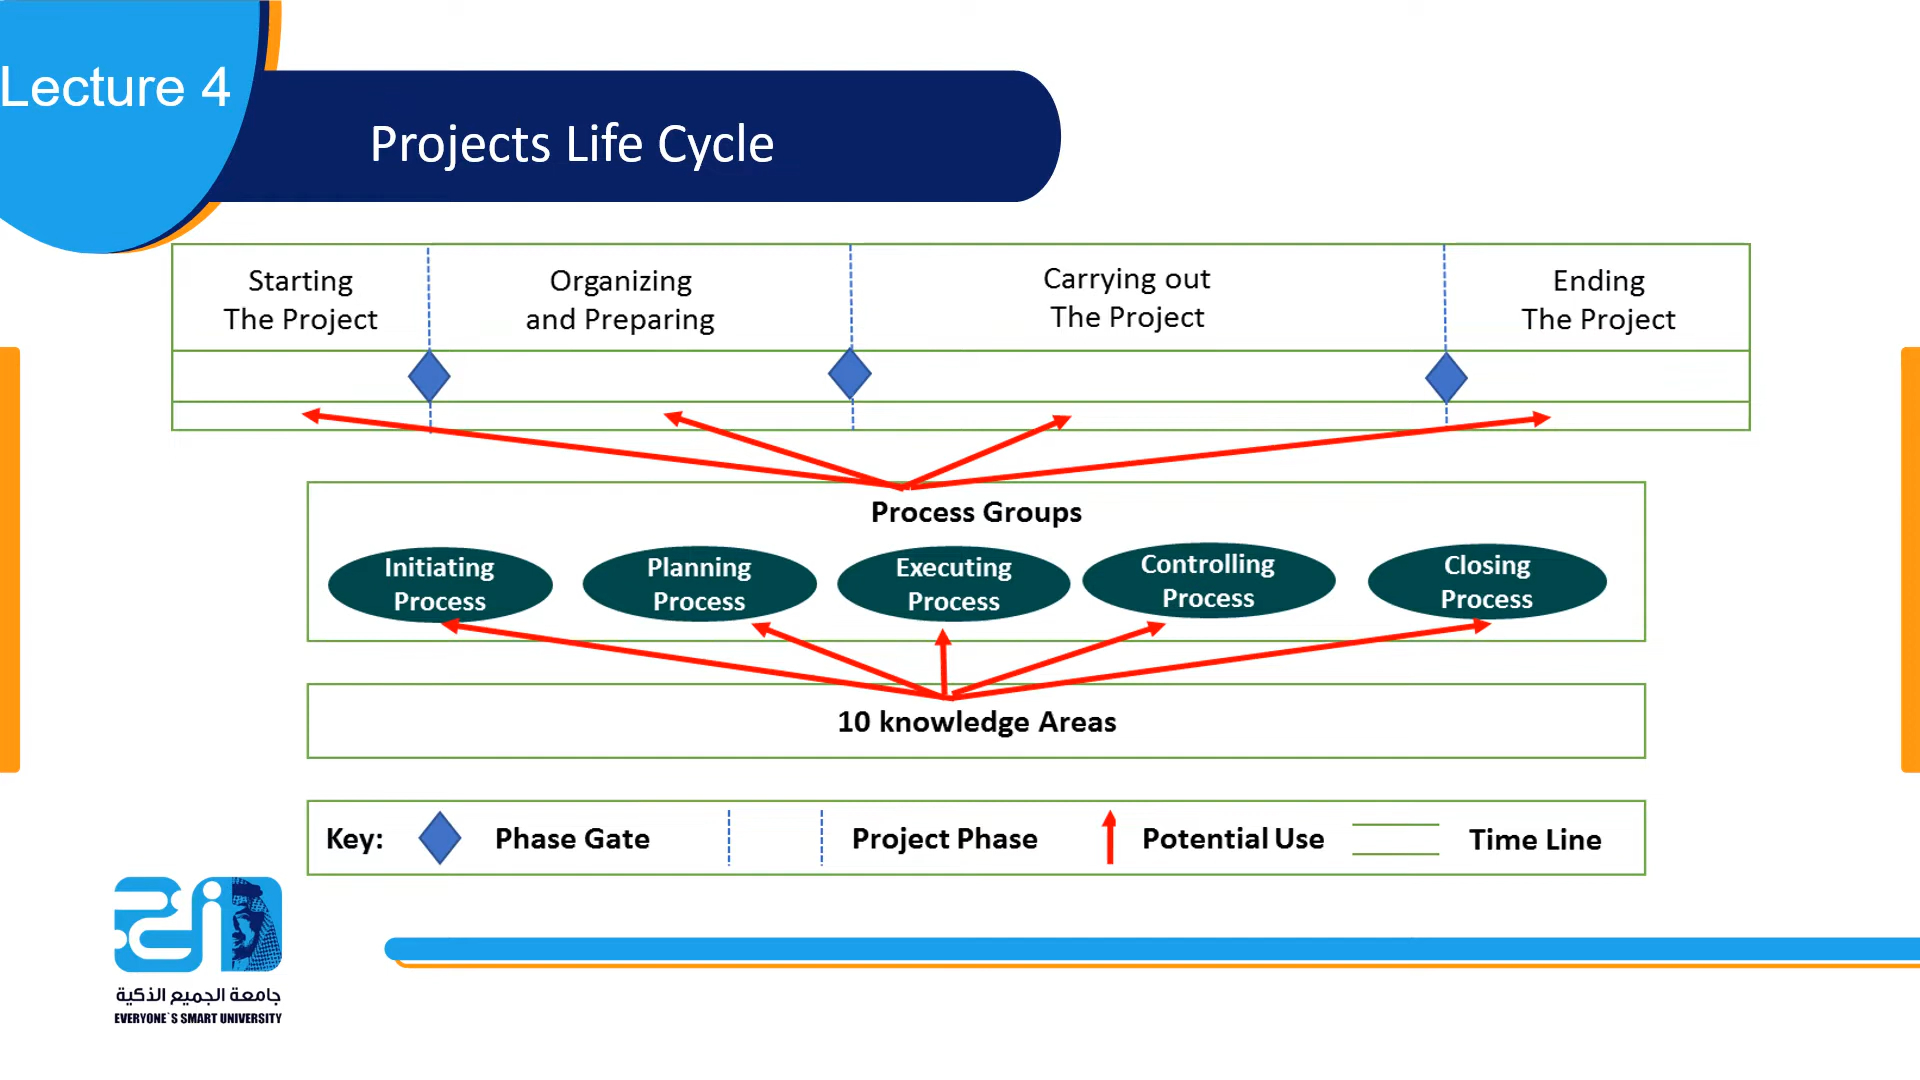 Lecture 4
Projects Life Cycle
Starting
The Project
Organizing
and Preparing
Carrying out
The Project
Ending
The Project
Process Groups
Initiating
Process
Planning
Process
Executing
Process
Controlling
Process
Closing
Process
10 knowledge Areas
Key:
Phase Gate
Project Phase
Potential Use
Time Line
جامعة الجميع الذكية
EVERYONE`S SMART UNIVERSITY